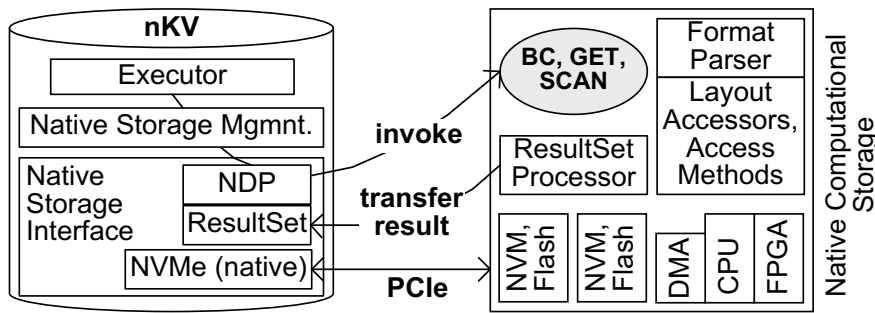 nKV
Executor
Native Storage Mgmnt.
Native
Storage
Interface
NDP
ResultSet
NVMe (native)
invoke
transfer
result
PCIe
BC, GET,
SCAN
ResultSet
Processor
Format
Parser
Layout
Accessors,
Access
Methods
NVM,
Flash
NVM,
Flash
DMA
CPU
FPGA
Native Computational
Storage